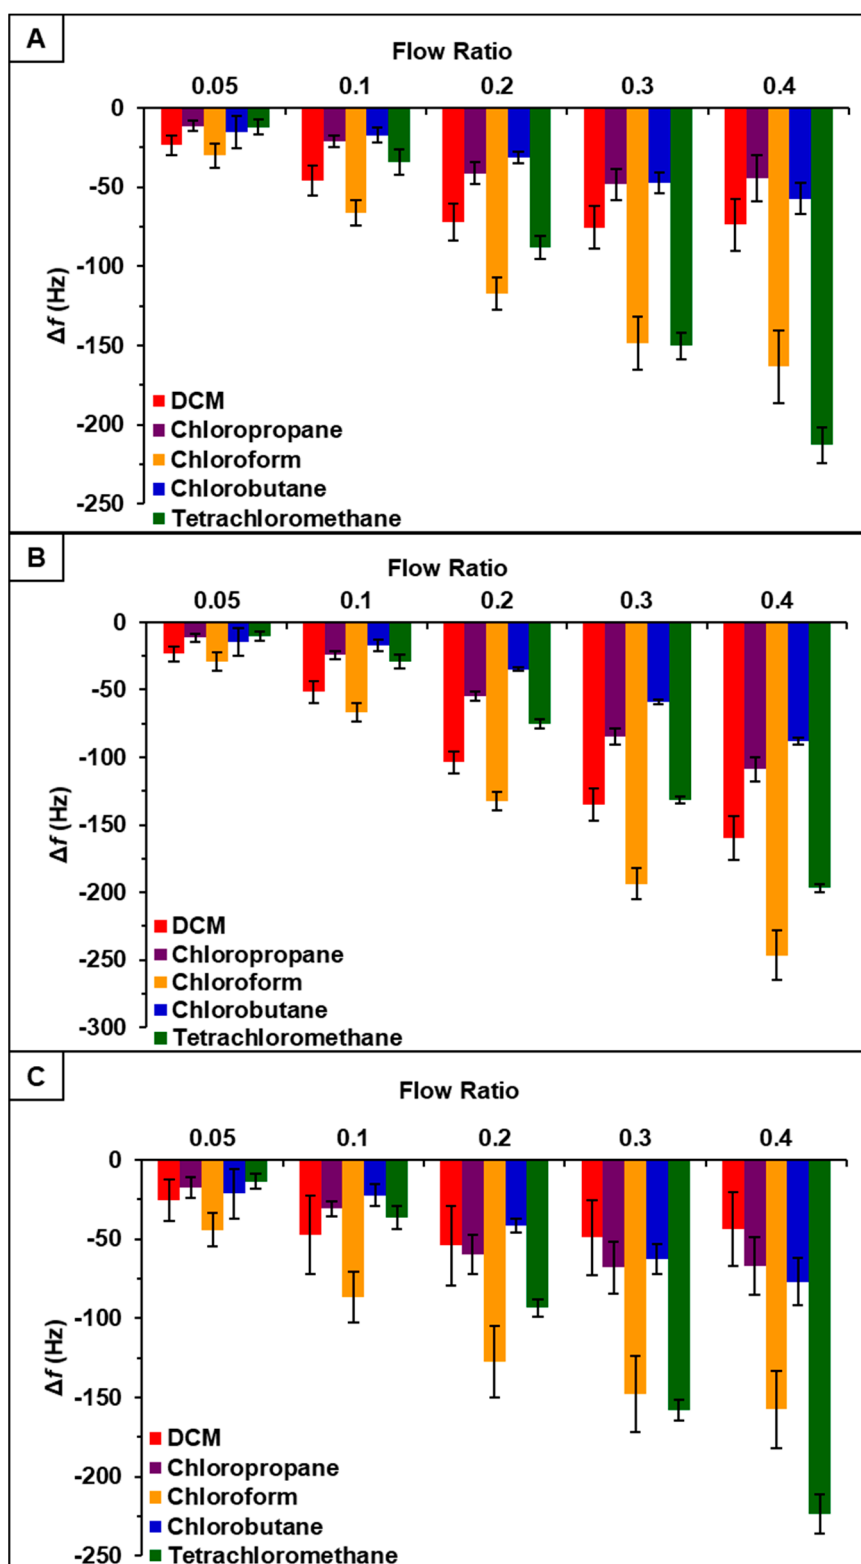 A
Flow Ratio
0.05 0.1 0.2 0.3 0.4
0
-50
-100
-150
-200
-250
Δf (Hz)
DCM
Chloropropane
Chloroform
Chlorobutane
Tetrachloromethane
B
Flow Ratio
0.05 0.1 0.2 0.3 0.4
0
-50
-100
-150
-200
-250
-300
Δf (Hz)
DCM
Chloropropane
Chloroform
Chlorobutane
Tetrachloromethane
C
Flow Ratio
0.05 0.1 0.2 0.3 0.4
0
-50
-100
-150
-200
-250
Δf (Hz)
DCM
Chloropropane
Chloroform
Chlorobutane
Tetrachloromethane